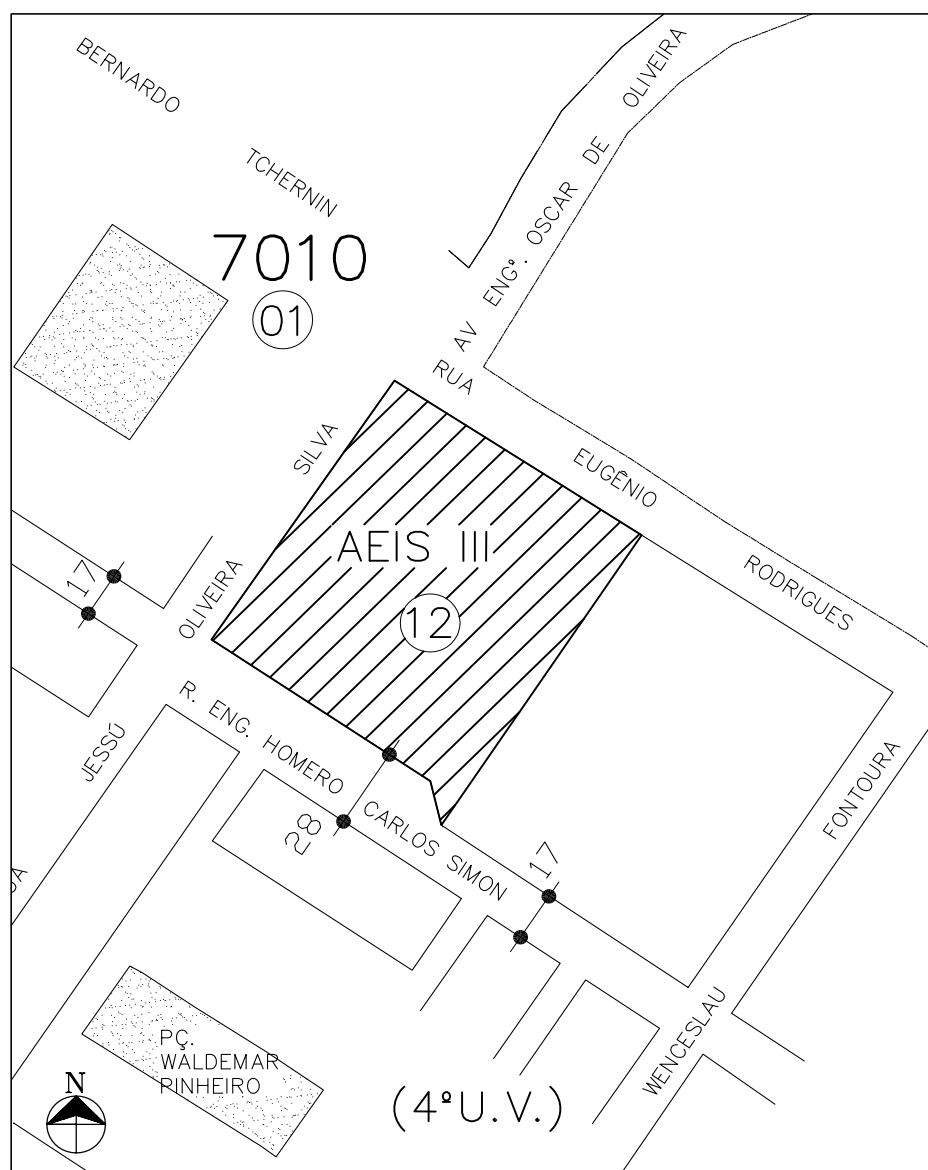 BERNARDO
TCHERNIN
7010
01
AV ENGº. OSCAR DE OLIVEIRA
RUA EUGÊNIO RODRIGUES
OLIVEIRA SILVA
AEIS III
12
17
JESSÚ
R. ENG. HOMERO CARLOS SIMON
28
17
WENCESLAU FONTOURA
PÇ.
WALDEMAR
PINHEIRO
N
(4ºU.V.)